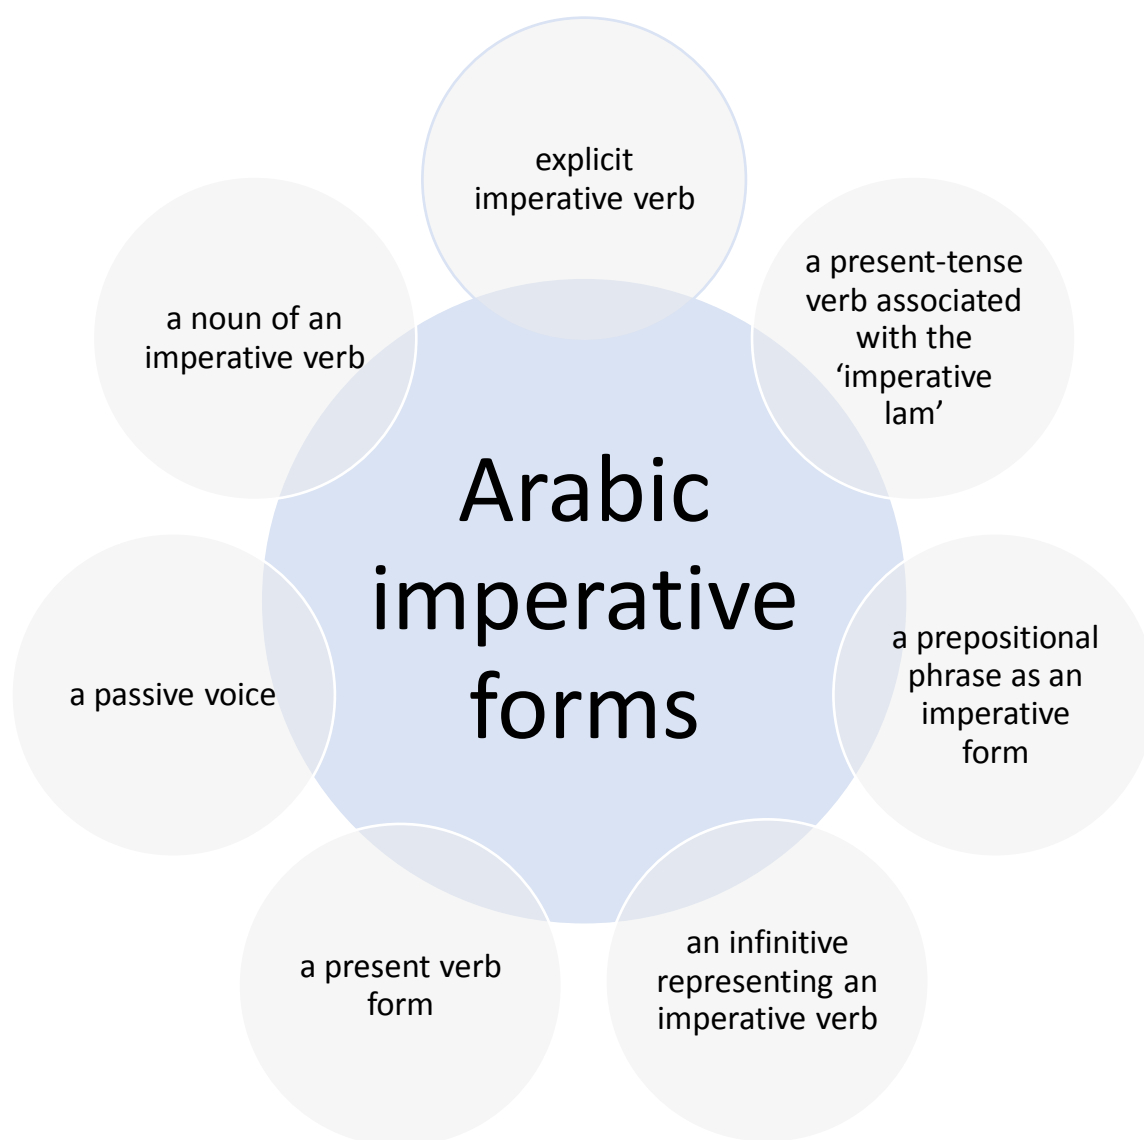 explicit
imperative verb
a present-tense
verb associated
with the
‘imperative
lam’
a prepositional
phrase as an
imperative
form
an infinitive
representing an
imperative verb
a present verb
form
a passive voice
a noun of an
imperative verb
Arabic
imperative
forms